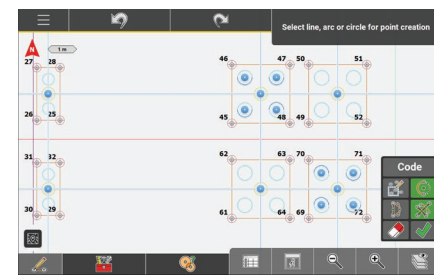 Select line, arc or circle for point creation
N
1 m
27 28 46 47 50 51
26 25 45 48 49 52
31 32 62 63 70 71
Code
30 29 61 64 69 72